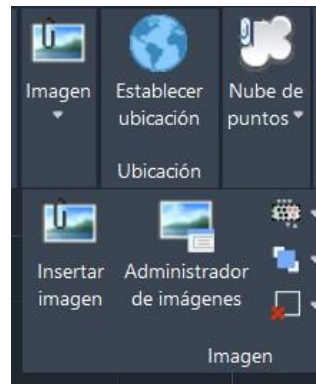 Imagen
Establecer
ubicación
Nube de
puntos
Ubicación
Insertar
imagen
Administrador
de imágenes
Imagen